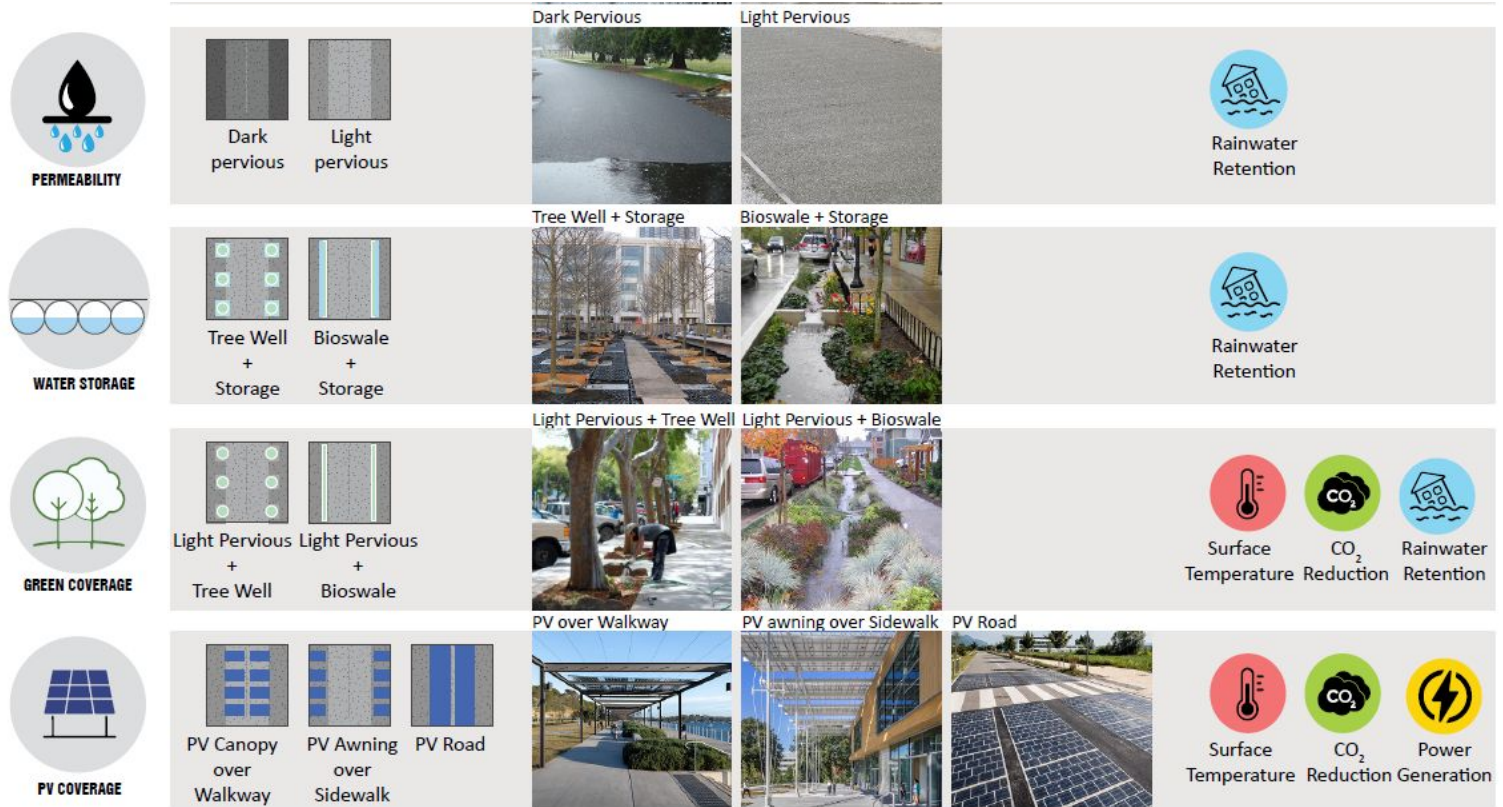 Dark Pervious
Light Pervious
PERMEABILITY
Dark
pervious
Light
pervious
Rainwater
Retention
Tree Well + Storage
Bioswale + Storage
WATER STORAGE
Tree Well
+
Storage
Bioswale
+
Storage
Rainwater
Retention
Light Pervious + Tree Well
Light Pervious + Bioswale
GREEN COVERAGE
Light Pervious
+
Tree Well
Light Pervious
+
Bioswale
Surface
Temperature
CO2
CO2
Reduction
Rainwater
Retention
PV over Walkway
PV awning over Sidewalk
PV Road
PV COVERAGE
PV Canopy
over
Walkway
PV Awning
over
Sidewalk
PV Road
Surface
Temperature
CO2
CO2
Reduction
Power
Generation